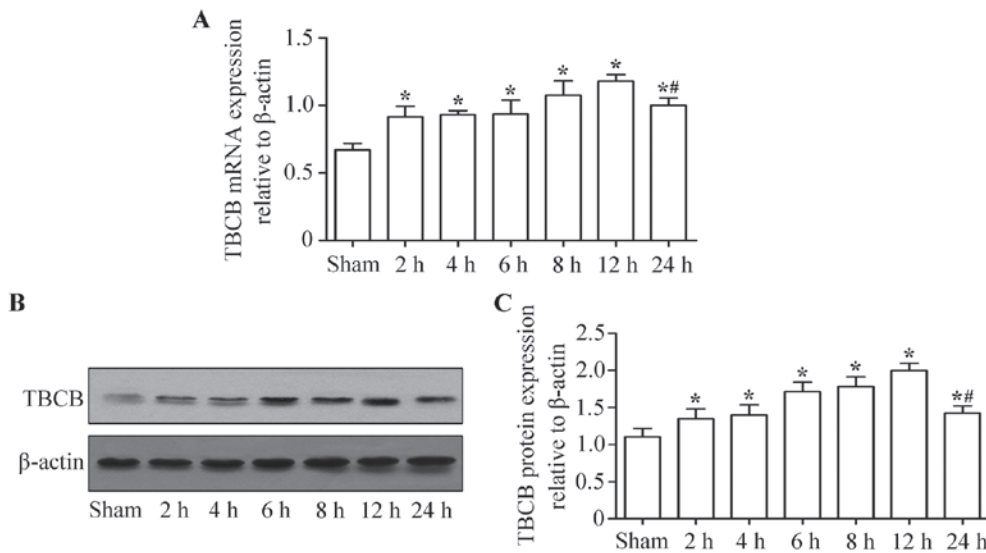 A
TBCB mRNA expression
relative to β-actin
1.5
1.0
0.5
0
*
*
*
*
*
*#
Sham 2 h 4 h 6 h 8 h 12 h 24 h
B
TBCB
β-actin
Sham 2 h 4 h 6 h 8 h 12 h 24 h
C
TBCB protein expression
relative to β-actin
2.5
2.0
1.5
1.0
0.5
0
*
*
*
*
*
*#
Sham 2 h 4 h 6 h 8 h 12 h 24 h